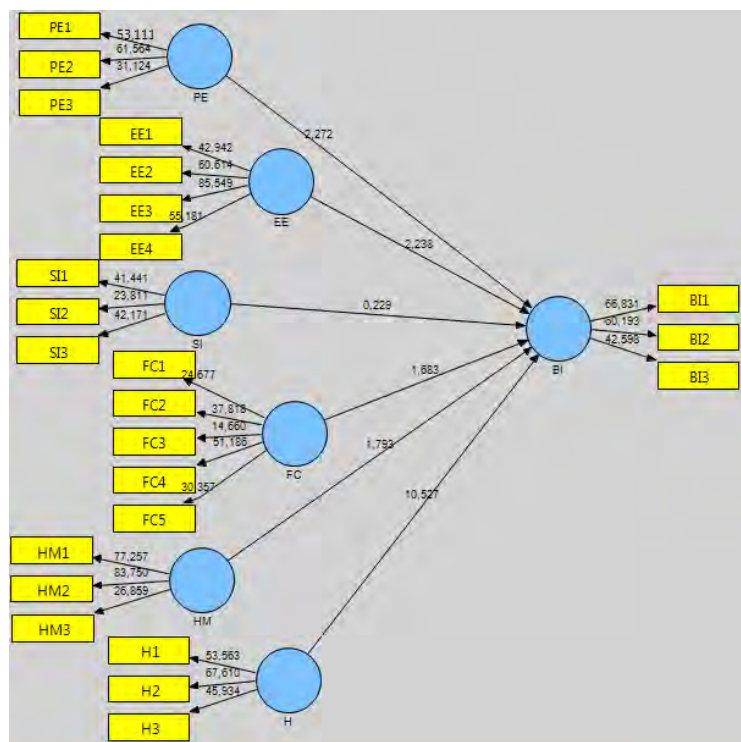 PE1
53,111
PE2
61,564
PE3
31,124
PE
2,272
EE1
42,942
EE2
60,614
EE3
85,549
EE4
55,181
EE
2,238
SI1
41,441
SI2
23,811
SI3
42,171
SI
0,229
BI
66,831
BI1
60,193
BI2
42,598
BI3
FC1
24,677
FC2
37,818
FC3
14,660
FC4
51,186
FC5
30,357
FC
1,683
HM1
77,257
HM2
83,750
HM3
26,859
HM
1,793
H1
53,563
H2
67,610
H3
45,934
H
10,527